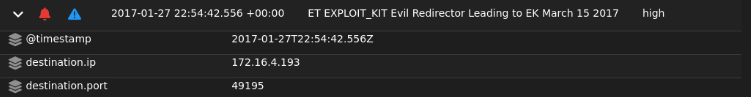 2017-01-27 22:54:42.556 +00:00 ET EXPLOIT_KIT Evil Redirector Leading to EK March 15 2017 high
@timestamp 2017-01-27T22:54:42.556Z
destination.ip 172.16.4.193
destination.port 49195